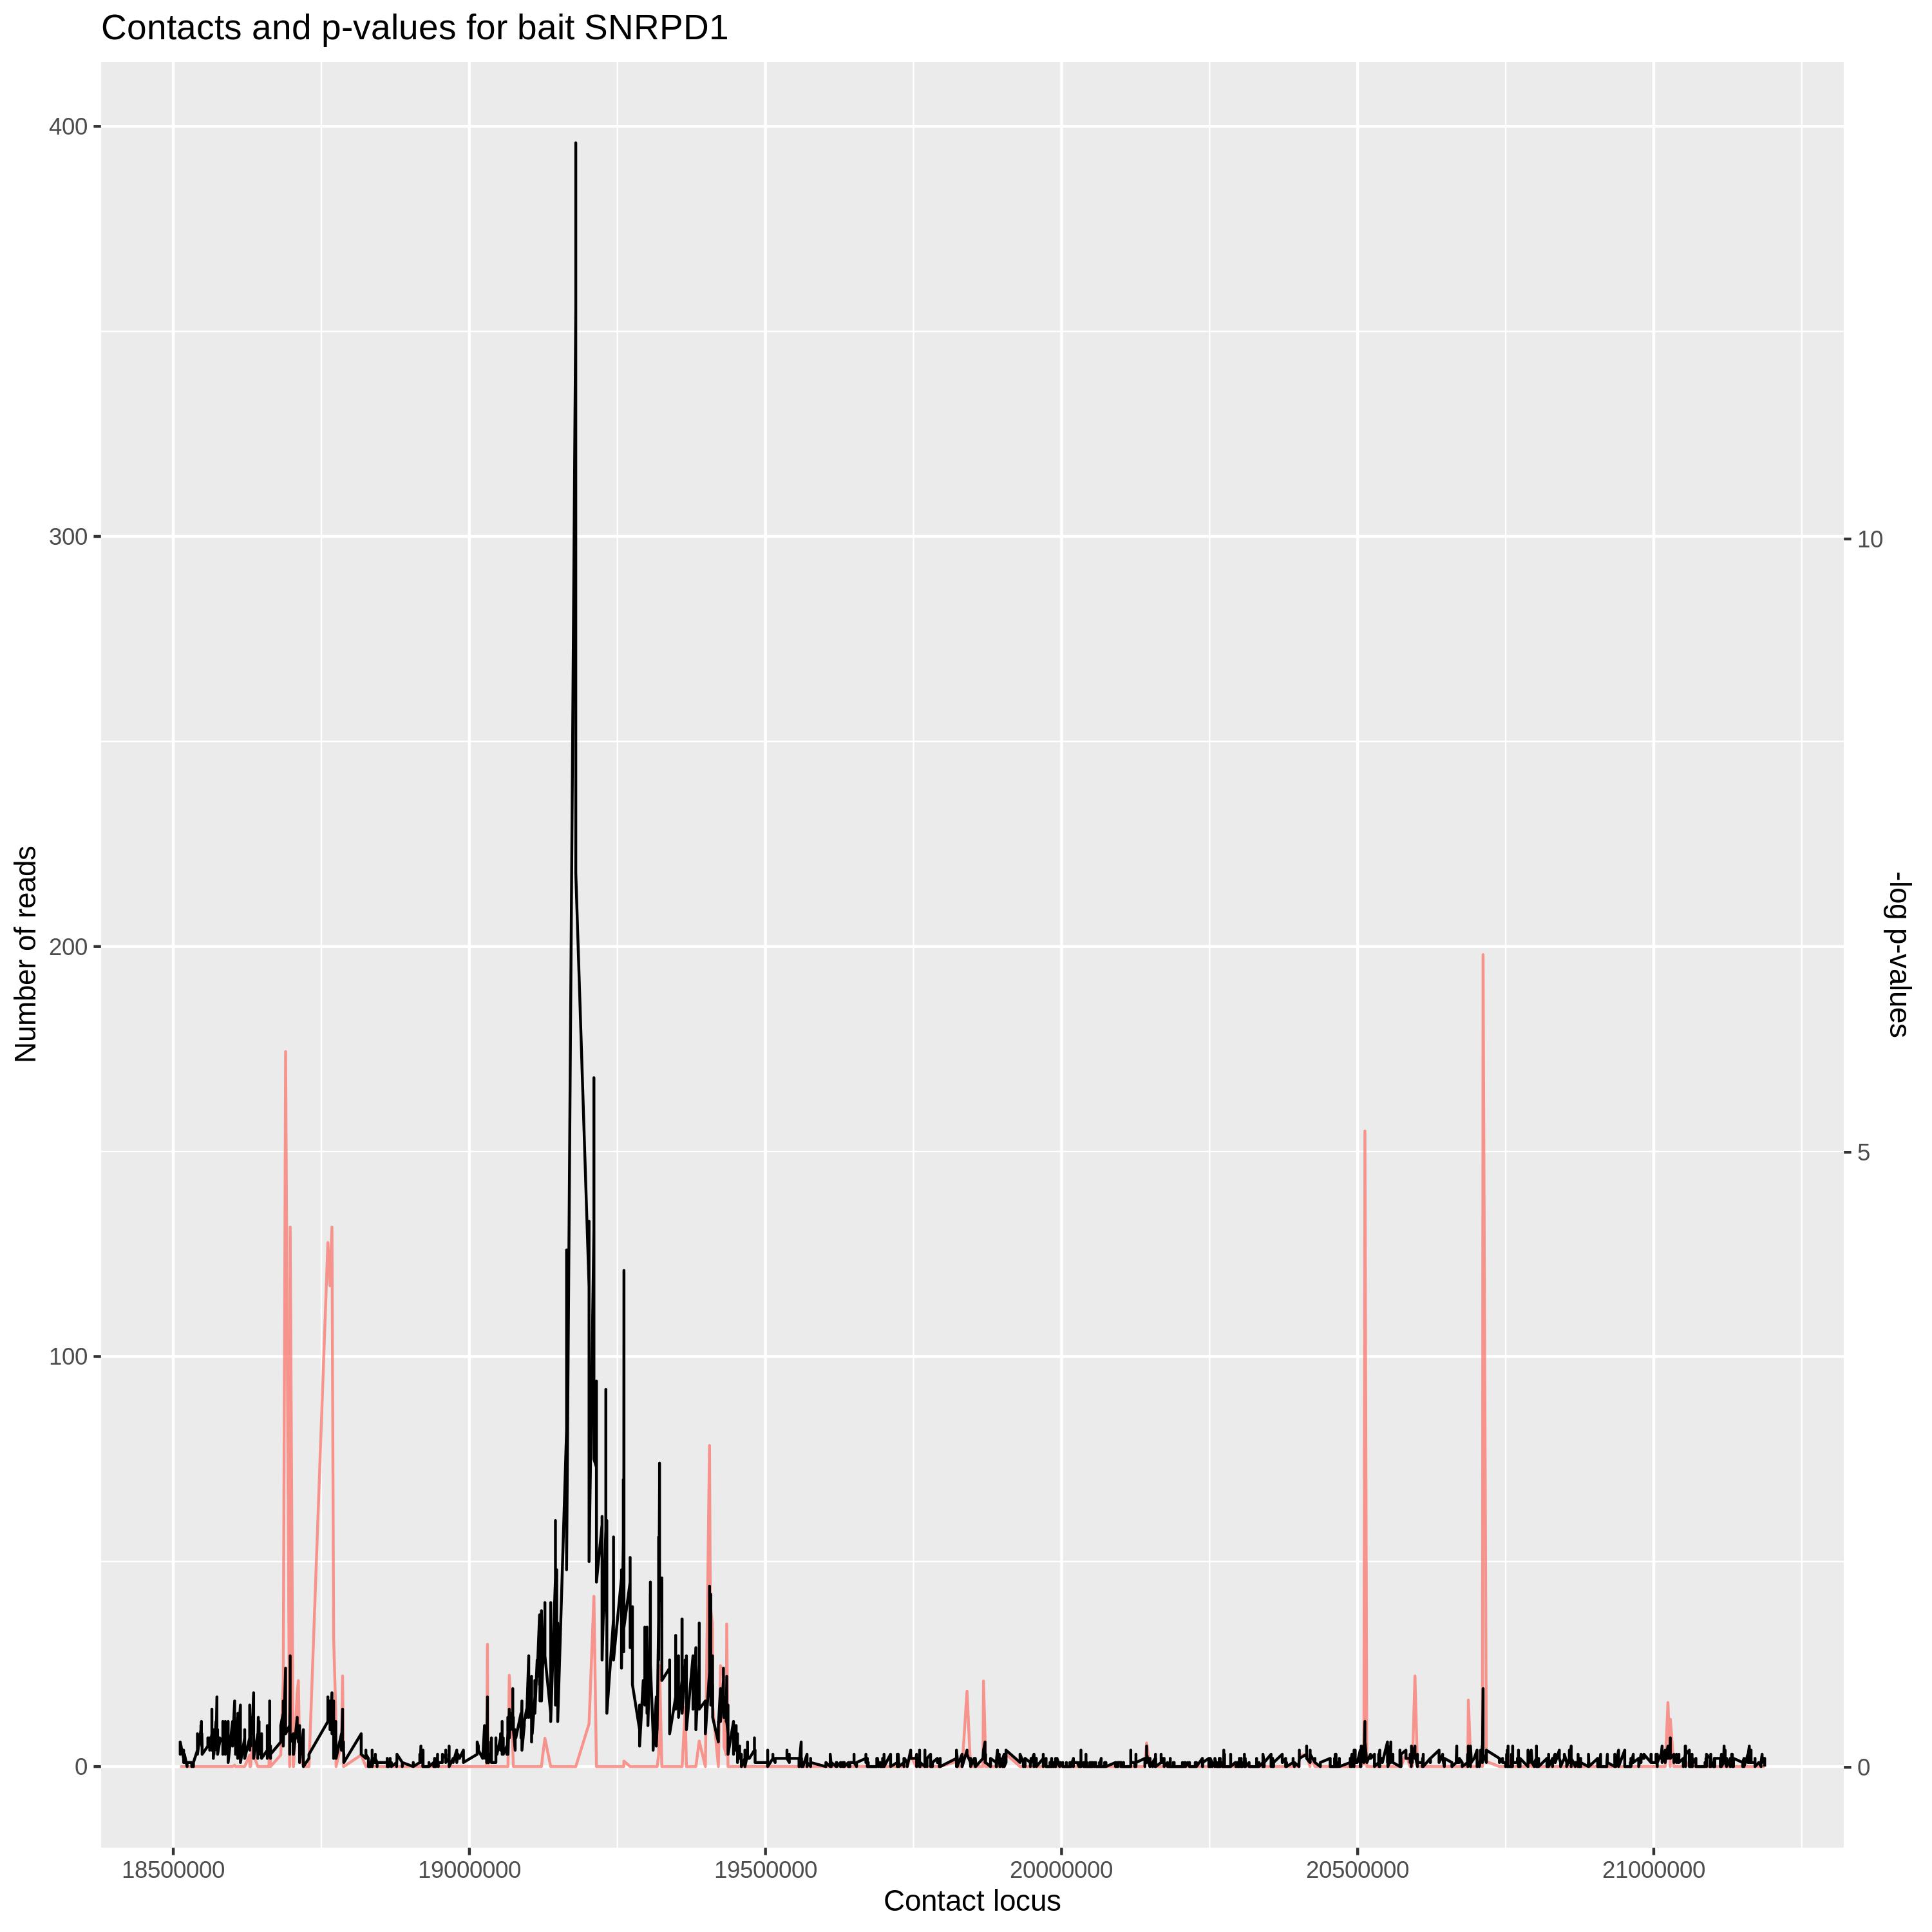 Contacts and p-values for bait SNRPD1
400
300
200
100
0
Number of reads
10
5
0
-log p-values
18500000 19000000 19500000 20000000 20500000 21000000
Contact locus